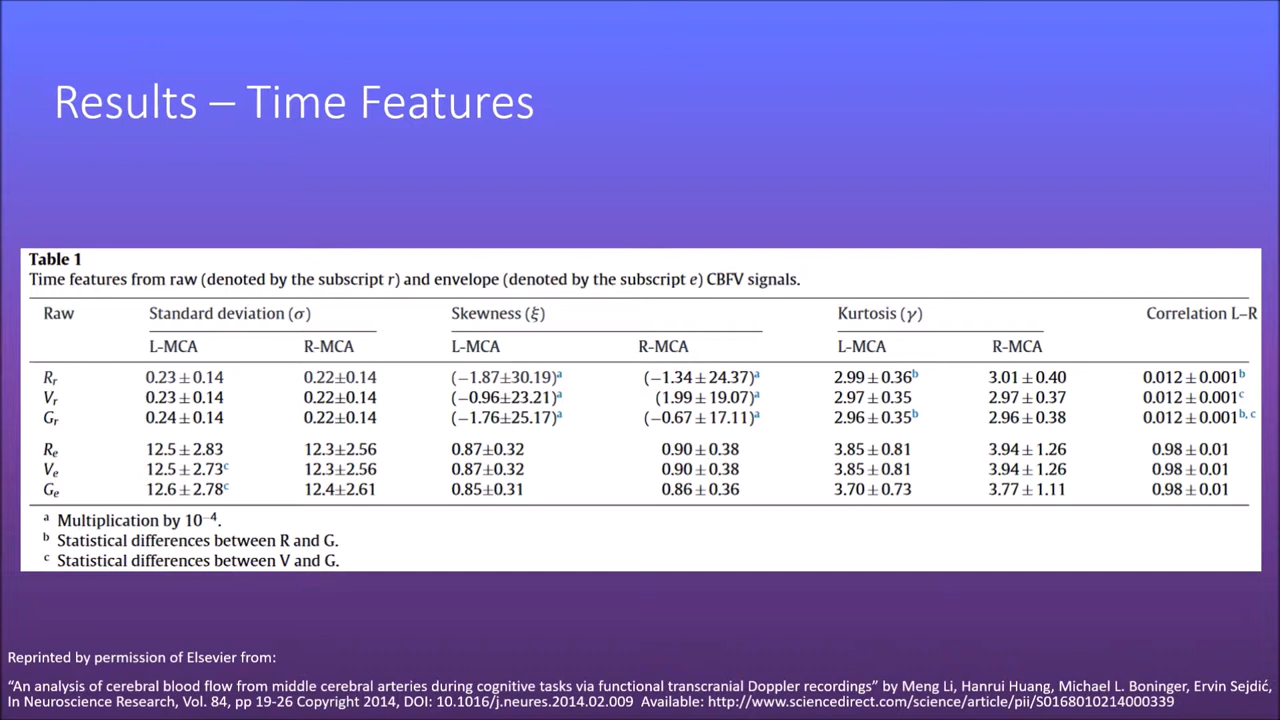 Results – Time Features
Table 1
Time features from raw (denoted by the subscript r) and envelope (denoted by the subscript e) CBFV signals.
Raw Standard deviation (σ) Skewness (ξ) Kurtosis (γ) Correlation L–R
L-MCA R-MCA L-MCA R-MCA L-MCA R-MCA
Rr 0.23 ± 0.14 0.22±0.14 (−1.87±30.19)a (−1.34 ± 24.37)a 2.99 ± 0.36b 3.01 ± 0.40 0.012 ± 0.001b
Vr 0.23 ± 0.14 0.22±0.14 (−0.96±23.21)a (1.99 ± 19.07)a 2.97 ± 0.35 2.97 ± 0.37 0.012 ± 0.001c
Gr 0.24 ± 0.14 0.22±0.14 (−1.76±25.17)a (−0.67 ± 17.11)a 2.96 ± 0.35b 2.96 ± 0.38 0.012 ± 0.001b, c
Re 12.5 ± 2.83 12.3±2.56 0.87±0.32 0.90 ± 0.38 3.85 ± 0.81 3.94 ± 1.26 0.98 ± 0.01
Ve 12.5 ± 2.73c 12.3±2.56 0.87±0.32 0.90 ± 0.38 3.85 ± 0.81 3.94 ± 1.26 0.98 ± 0.01
Ge 12.6 ± 2.78c 12.4±2.61 0.85±0.31 0.86 ± 0.36 3.70 ± 0.73 3.77 ± 1.11 0.98 ± 0.01
a Multiplication by 10−4.
b Statistical differences between R and G.
c Statistical differences between V and G.
Reprinted by permission of Elsevier from:
“An analysis of cerebral blood flow from middle cerebral arteries during cognitive tasks via functional transcranial Doppler recordings” by Meng Li, Hanrui Huang, Michael L. Boninger, Ervin Sejdić,
In Neuroscience Research, Vol. 84, pp 19-26 Copyright 2014, DOI: 10.1016/j.neures.2014.02.009 Available: http://www.sciencedirect.com/science/article/pii/S0168010214000339